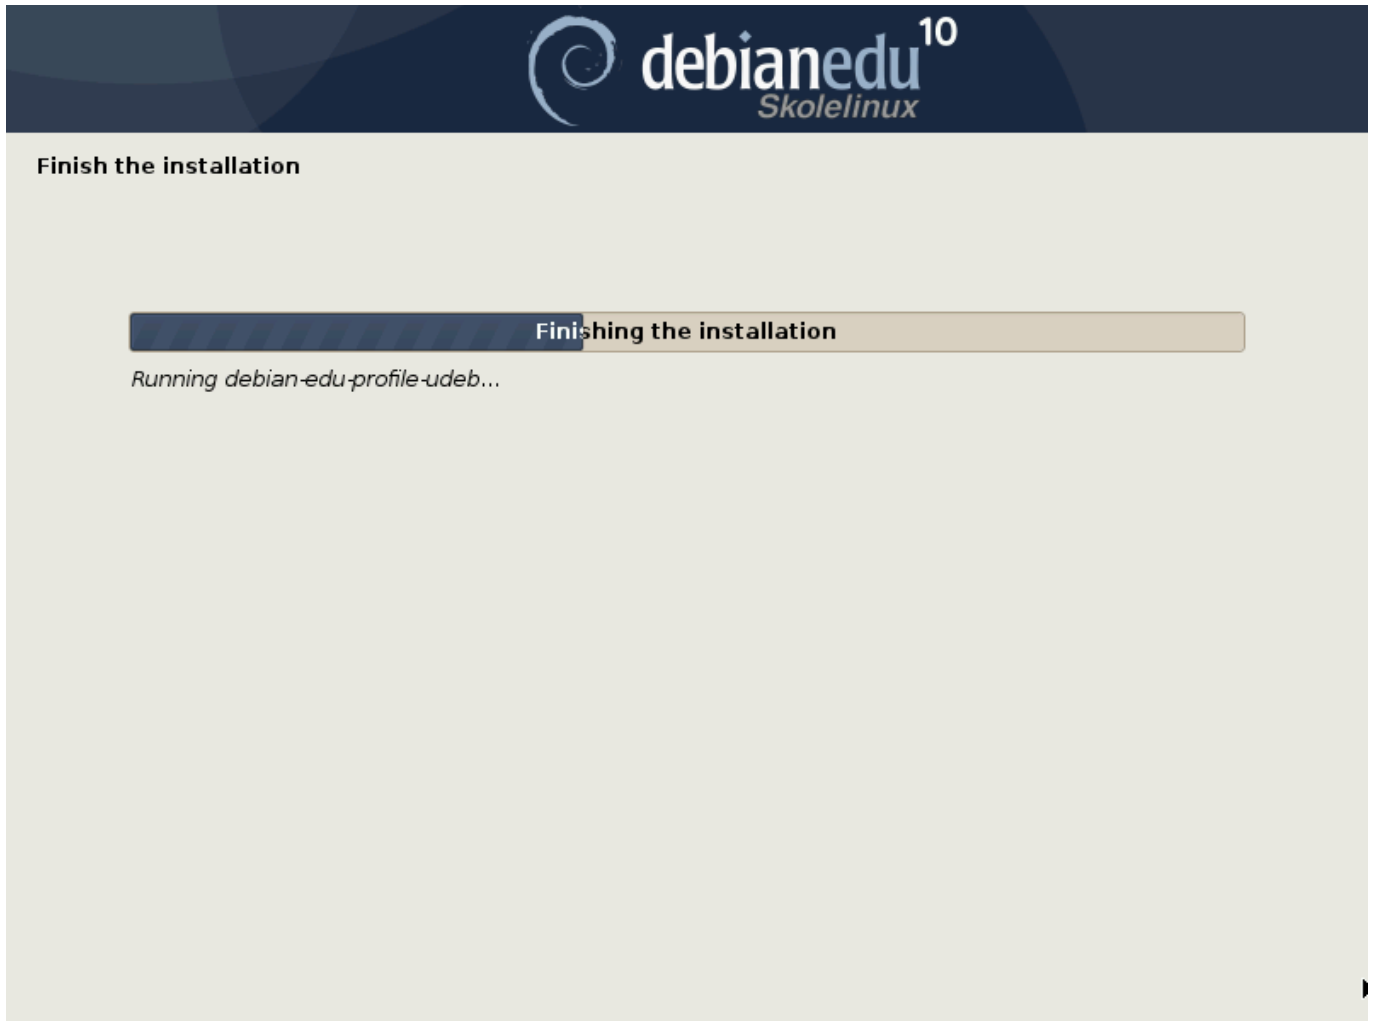 debianedu 10
Skolelinux
Finish the installation
Finishing the installation
Running debian-edu-profile-udeb...